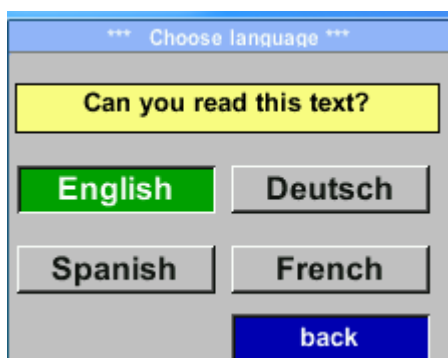 *** Choose language ***
Can you read this text?
English Deutsch
Spanish French
back